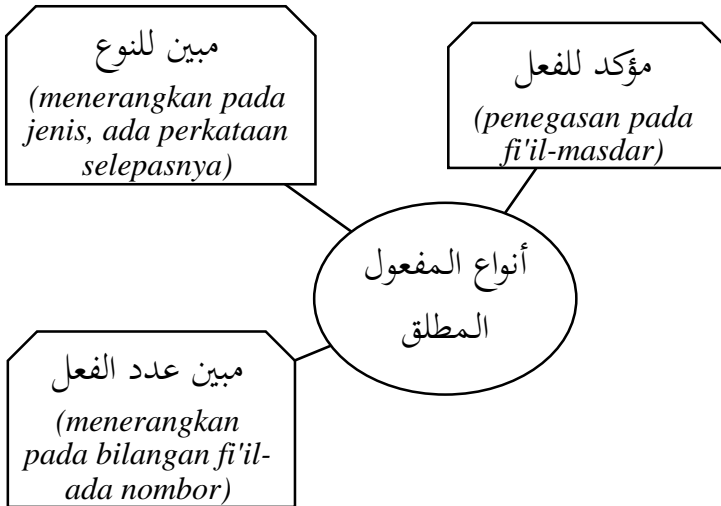 مؤكد للفعل
(penegasan pada
fi'il-masdar)
مبين للنوع
(menerangkan pada
jenis, ada perkataan
selepasnya)
أنواع المفعول
المطلق
مبين عدد الفعل
(menerangkan
pada bilangan fi'il-
ada nombor)